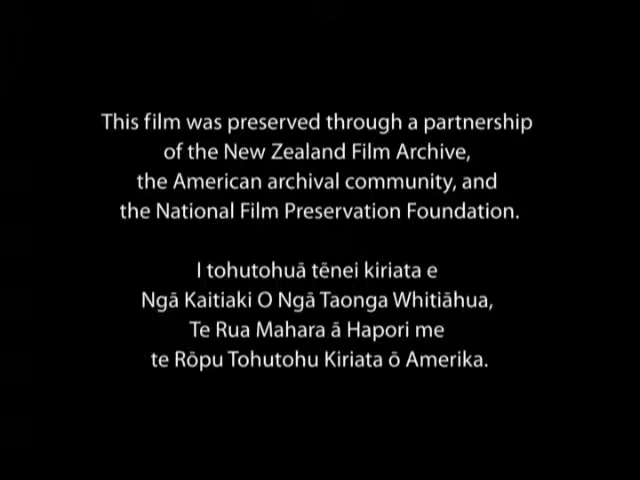 This film was preserved through a partnership
of the New Zealand Film Archive,
the American archival community, and
the National Film Preservation Foundation.
I tohutohuā tēnei kiriata e
Ngā Kaitiaki O Ngā Taonga Whitiāhua,
Te Rua Mahara ā Hapori me
te Rōpu Tohutohu Kiriata ō Amerika.